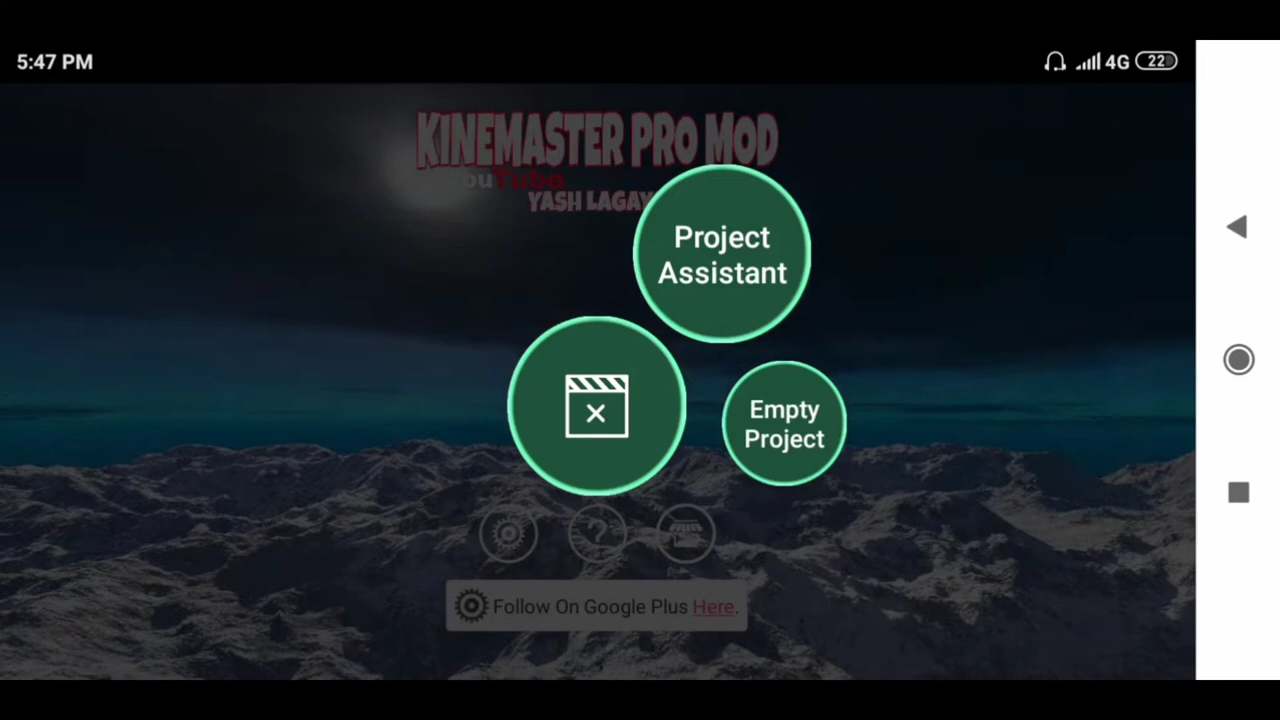 5:47 PM
4G 22
KINEMASTER PRO MOD
ouTube
YASH LAGAY
Project
Assistant
Empty
Project
Follow On Google Plus Here.